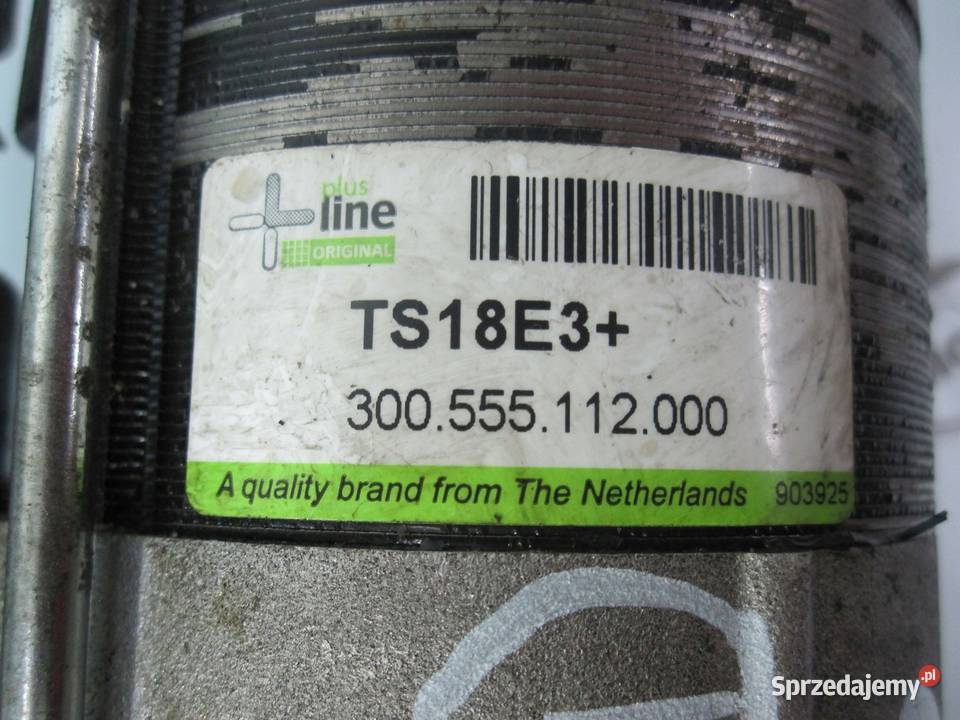 plus
line
ORIGINAL
TS18E3+
300.555.112.000
A quality brand from The Netherlands 903925
Sprzedajemy.pl